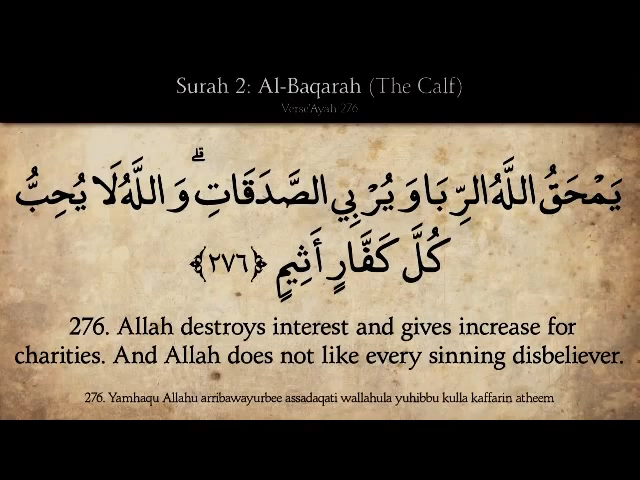 Surah 2: Al-Baqarah (The Calf)
Verse'Ayah 276
يَمْحَقُ اللَّهُ الرِّبَا وَيُرْبِي الصَّدَقَاتِ ۗ وَاللَّهُ لَا يُحِبُّ
كُلَّ كَفَّارٍ أَثِيمٍ ﴿٢٧٦﴾
276. Allah destroys interest and gives increase for
charities. And Allah does not like every sinning disbeliever.
276. Yamhaqu Allahu arribawayurbee assadaqati wallahula yuhibbu kulla kaffarin atheem